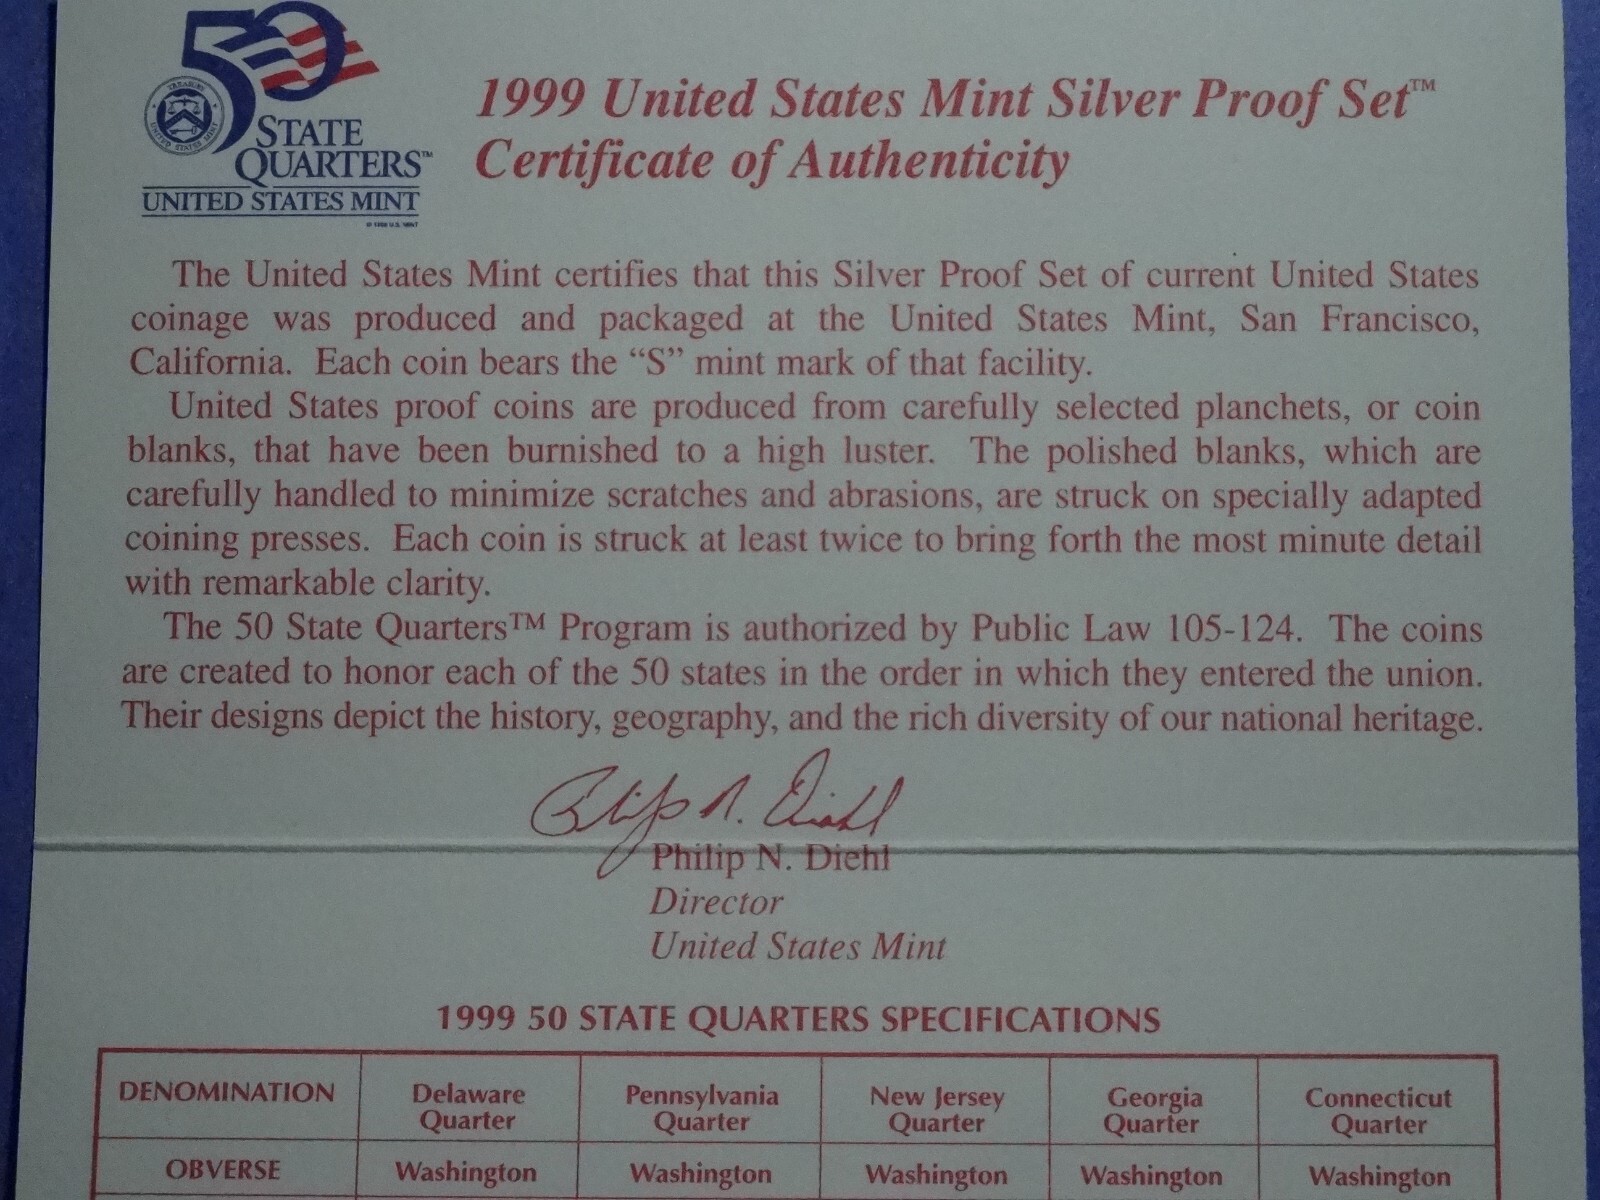 50
STATE
QUARTERS™
UNITED STATES MINT
1999 United States Mint Silver Proof Set™
Certificate of Authenticity
The United States Mint certifies that this Silver Proof Set of current United States
coinage was produced and packaged at the United States Mint, San Francisco,
California. Each coin bears the “S” mint mark of that facility.
United States proof coins are produced from carefully selected planchets, or coin
blanks, that have been burnished to a high luster. The polished blanks, which are
carefully handled to minimize scratches and abrasions, are struck on specially adapted
coining presses. Each coin is struck at least twice to bring forth the most minute detail
with remarkable clarity.
The 50 State Quarters™ Program is authorized by Public Law 105-124. The coins
are created to honor each of the 50 states in the order in which they entered the union.
Their designs depict the history, geography, and the rich diversity of our national heritage.
Philip N. Diehl
Philip N. Diehl
Director
United States Mint
1999 50 STATE QUARTERS SPECIFICATIONS
DENOMINATION Delaware Quarter Pennsylvania Quarter New Jersey Quarter Georgia Quarter Connecticut Quarter
OBVERSE Washington Washington Washington Washington Washington